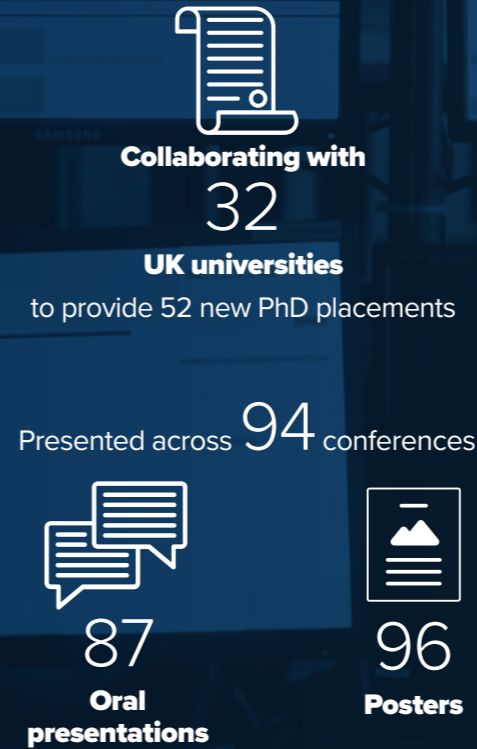 SAMSUNG
Collaborating with
32
UK universities
to provide 52 new PhD placements
Presented across 94 conferences
87
Oral
presentations
96
Posters